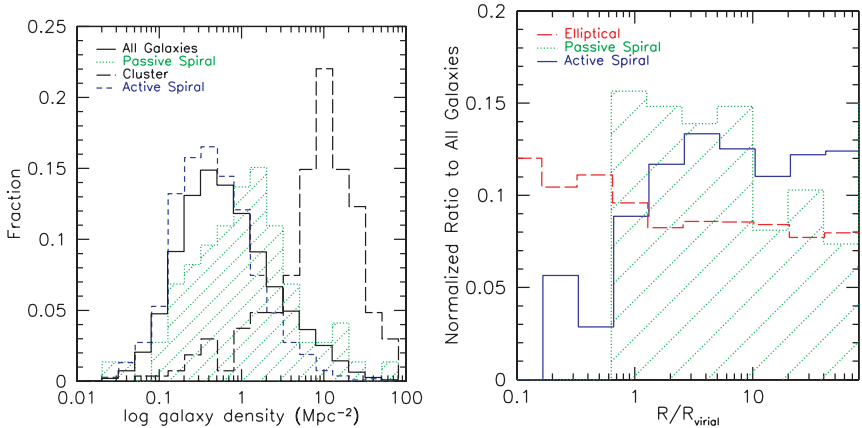 All Galaxies
Passive Spiral
Cluster
Active Spiral
Fraction
0.25
0.2
0.15
0.1
0.05
0
0.01
0.1
1
10
100
log galaxy density (Mpc⁻²)
Elliptical
Passive Spiral
Active Spiral
Normalized Ratio to All Galaxies
0.2
0.15
0.1
0.05
0
0.1
1
10
R/R_virial